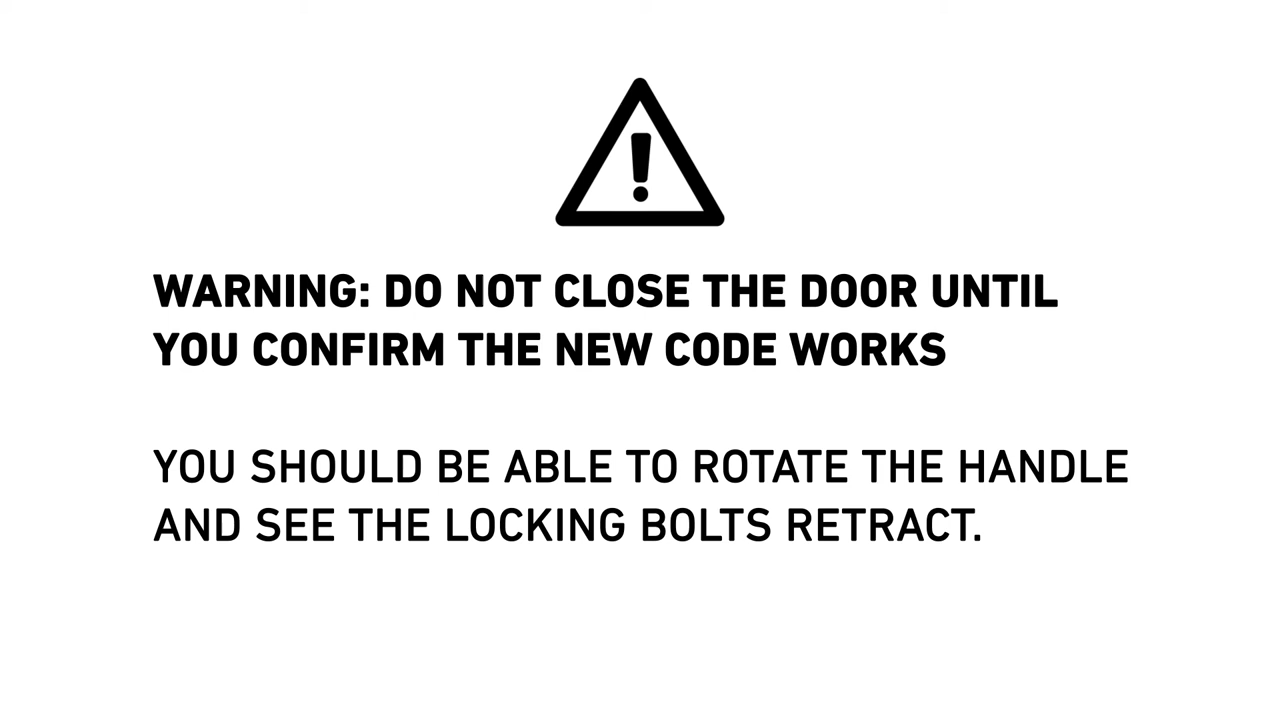 WARNING: DO NOT CLOSE THE DOOR UNTIL
YOU CONFIRM THE NEW CODE WORKS
YOU SHOULD BE ABLE TO ROTATE THE HANDLE
AND SEE THE LOCKING BOLTS RETRACT.